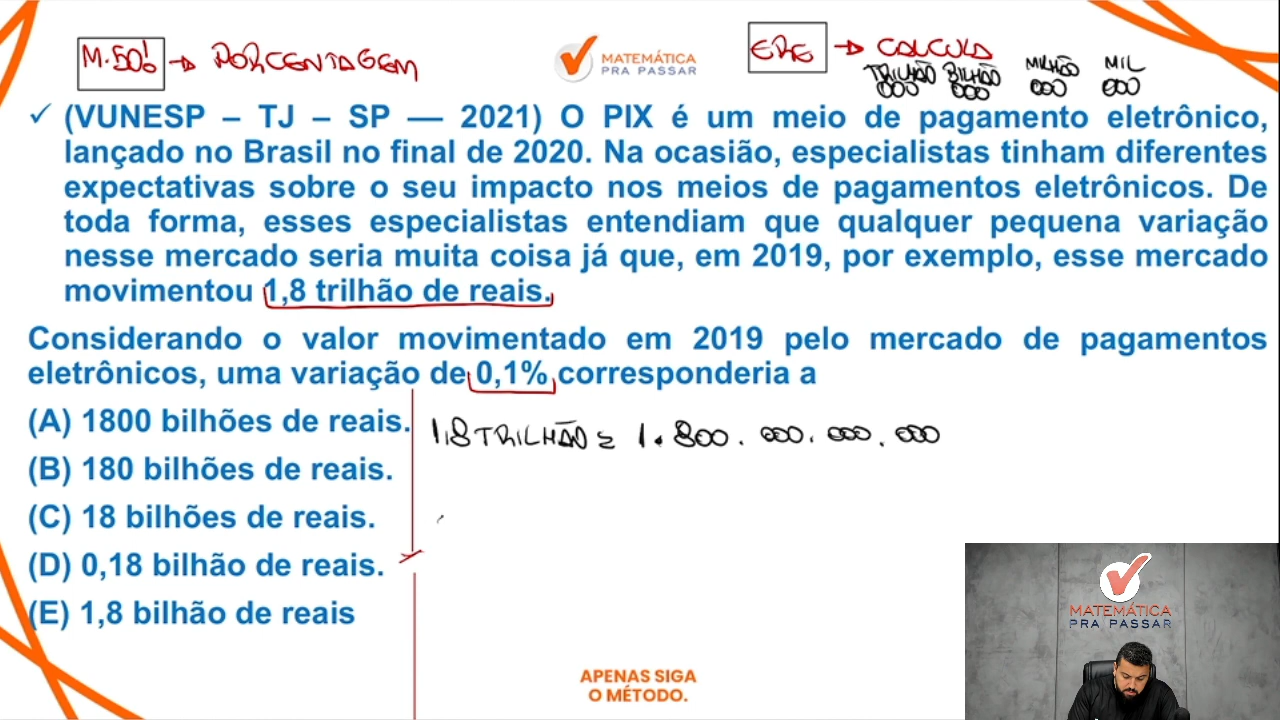 M.50! → PORCENTAGEM
MATEMÁTICA
PRA PASSAR
ERE → CALCULA
TRILHÃO BILHÃO MILHÃO MIL
000 000 000 000
✓ (VUNESP – TJ – SP –– 2021) O PIX é um meio de pagamento eletrônico,
lançado no Brasil no final de 2020. Na ocasião, especialistas tinham diferentes
expectativas sobre o seu impacto nos meios de pagamentos eletrônicos. De
toda forma, esses especialistas entendiam que qualquer pequena variação
nesse mercado seria muita coisa já que, em 2019, por exemplo, esse mercado
movimentou 1,8 trilhão de reais.
Considerando o valor movimentado em 2019 pelo mercado de pagamentos
eletrônicos, uma variação de 0,1% corresponderia a
(A) 1800 bilhões de reais.
1,8 TRILHÃO = 1.800.000.000.000
(B) 180 bilhões de reais.
(C) 18 bilhões de reais.
(D) 0,18 bilhão de reais.
(E) 1,8 bilhão de reais
MATEMÁTICA
PRA PASSAR
APENAS SIGA
O MÉTODO.